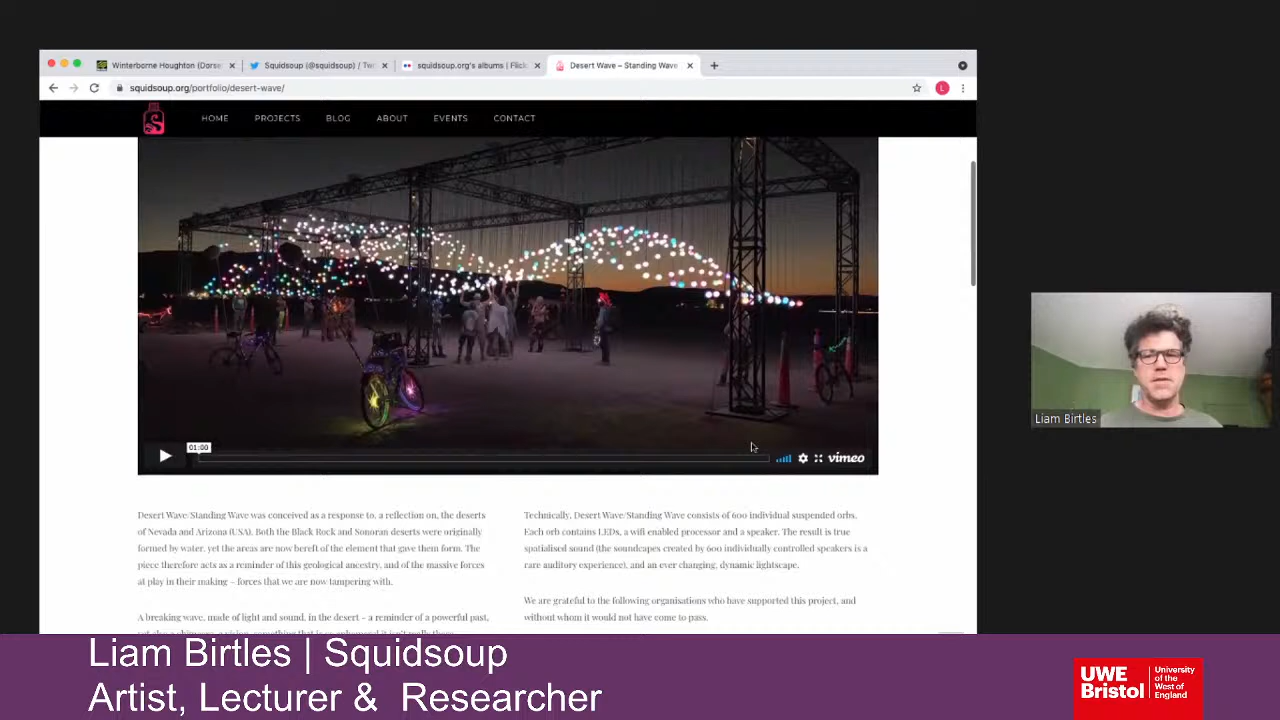 Winterborne Houghton (Dorse
Squidsoup (@squidsoup) / Tw
squidsoup.org's albums | Flick
Desert Wave – Standing Wave
squidsoup.org/portfolio/desert-wave/
L
S
HOME PROJECTS BLOG ABOUT EVENTS CONTACT
01:00
vimeo
Desert Wave/Standing Wave was conceived as a response to, a reflection on, the deserts
of Nevada and Arizona (USA). Both the Black Rock and Sonoran deserts were originally
formed by water, yet the areas are now bereft of the element that gave them form. The
piece therefore acts as a reminder of this geological ancestry, and of the massive forces
at play in their making – forces that we are now tampering with.
A breaking wave, made of light and sound, in the desert – a reminder of a powerful past,
Technically, Desert Wave/Standing Wave consists of 600 individual suspended orbs.
Each orb contains LEDs, a wifi enabled processor and a speaker. The result is true
spatialised sound (the soundscapes created by 600 individually controlled speakers is a
rare auditory experience), and an ever changing, dynamic lightscape.
We are grateful to the following organisations who have supported this project, and
without whom it would not have come to pass.
Liam Birtles
Liam Birtles | Squidsoup
Artist, Lecturer & Researcher
UWE
Bristol
University
of the
West of
England